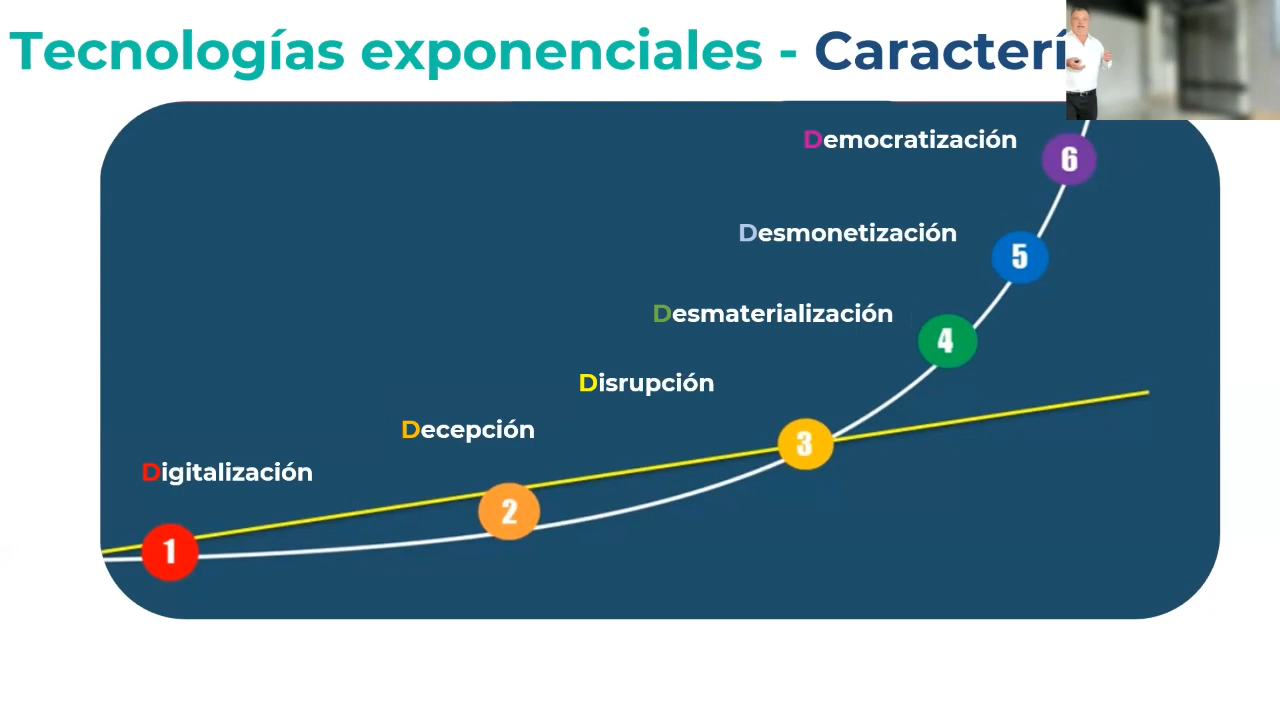 Tecnologías exponenciales - Caracterí
Democratización
6
Desmonetización
5
Desmaterialización
4
Disrupción
3
Decepción
2
Digitalización
1